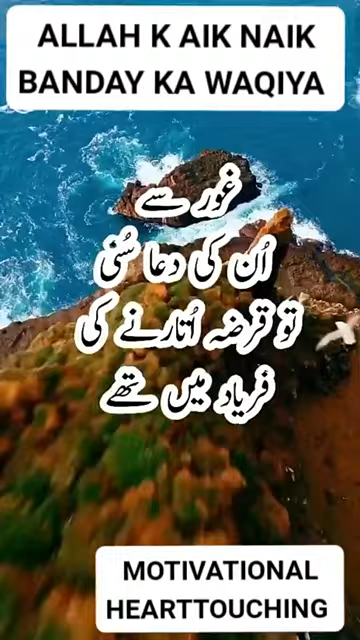 ALLAH K AIK NAIK
BANDAY KA WAQIYA
غور سے
اُن کی دعا سُنی
تو قرضہ اُتارنے کی
فریاد میں تھے
MOTIVATIONAL
HEARTTOUCHING